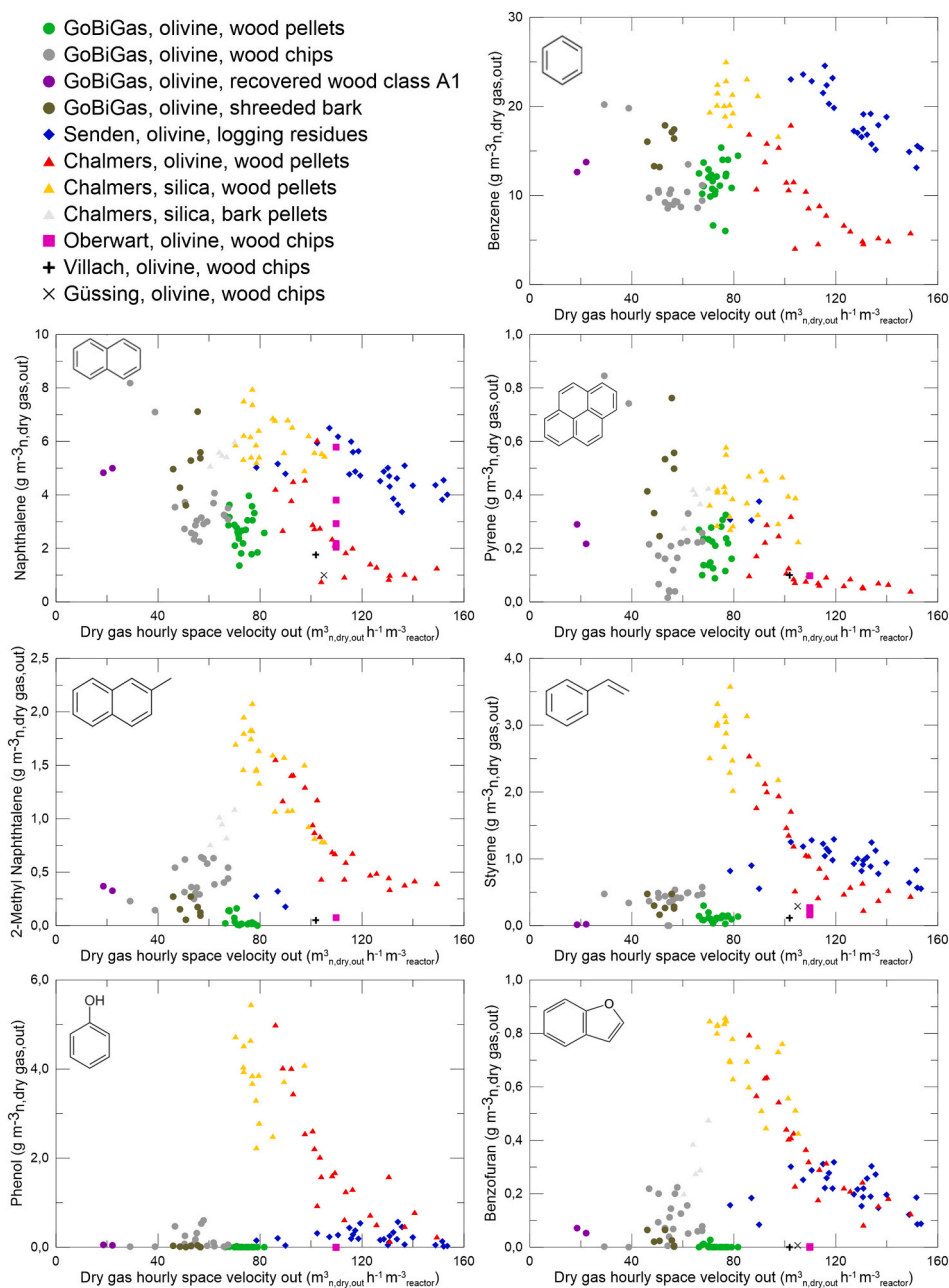 GoBiGas, olivine, wood pellets
GoBiGas, olivine, wood chips
GoBiGas, olivine, recovered wood class A1
GoBiGas, olivine, shreeded bark
Senden, olivine, logging residues
Chalmers, olivine, wood pellets
Chalmers, silica, wood pellets
Chalmers, silica, bark pellets
Oberwart, olivine, wood chips
Villach, olivine, wood chips
Güssing, olivine, wood chips
30
20
10
0
Benzene (g m-3n,dry gas,out)
0 40 80 120 160
Dry gas hourly space velocity out (m³n,dry,out h-1 m-3reactor)
10
8
6
4
2
0
Naphthalene (g m-3n,dry gas,out)
0 40 80 120 160
Dry gas hourly space velocity out (m³n,dry,out h-1 m-3reactor)
1,0
0,8
0,6
0,4
0,2
0,0
Pyrene (g m-3n,dry gas,out)
0 40 80 120 160
Dry gas hourly space velocity out (m³n,dry,out h-1 m-3reactor)
2,5
2,0
1,5
1,0
0,5
0,0
2-Methyl Naphthtalene (g m-3n,dry gas,out)
0 40 80 120 160
Dry gas hourly space velocity out (m³n,dry,out h-1 m-3reactor)
4,0
3,0
2,0
1,0
0,0
Styrene (g m-3n,dry gas,out)
0 40 80 120 160
Dry gas hourly space velocity out (m³n,dry,out h-1 m-3reactor)
OH
6,0
4,0
2,0
0,0
Phenol (g m-3n,dry gas,out)
0 40 80 120 160
Dry gas hourly space velocity out (m³n,dry,out h-1 m-3reactor)
O
1,0
0,8
0,6
0,4
0,2
0,0
Benzofuran (g m-3n,dry gas,out)
0 40 80 120 160
Dry gas hourly space velocity out (m³n,dry,out h-1 m-3reactor)